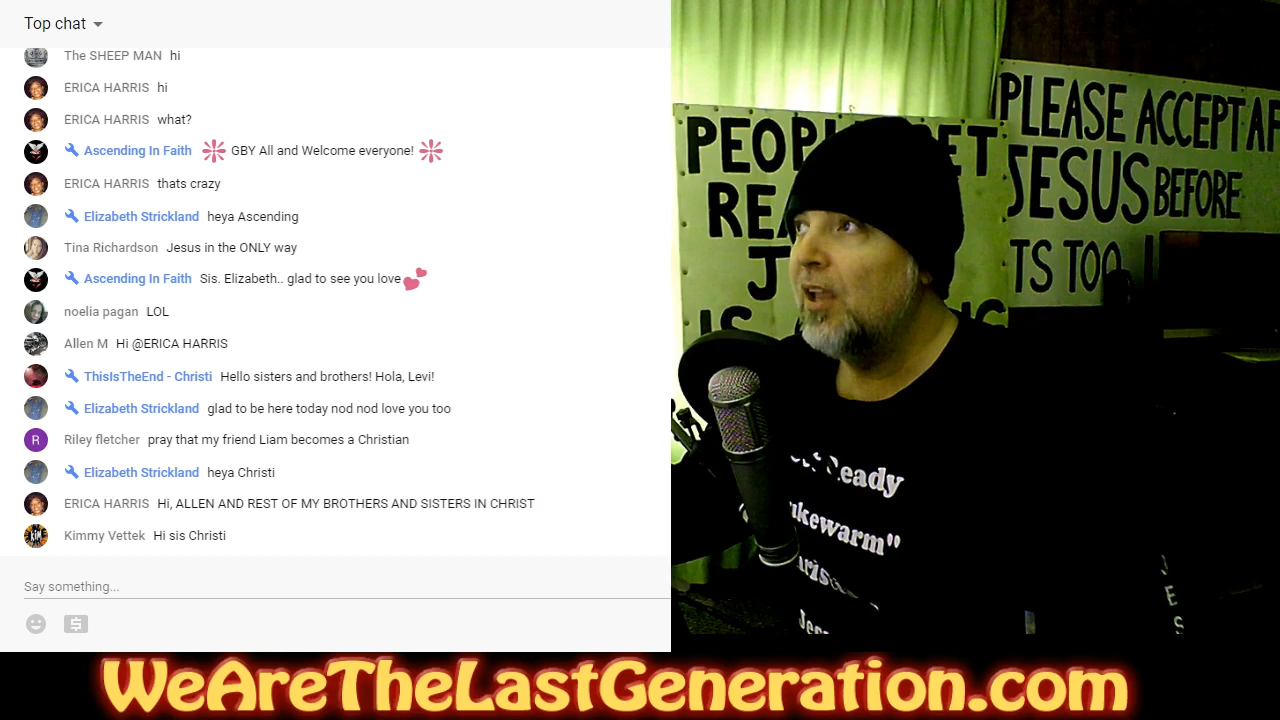 Top chat
The SHEEP MAN hi
ERICA HARRIS hi
ERICA HARRIS what?
Ascending In Faith GBY All and Welcome everyone!
ERICA HARRIS thats crazy
Elizabeth Strickland heya Ascending
Tina Richardson Jesus in the ONLY way
Ascending In Faith Sis. Elizabeth.. glad to see you love
noelia pagan LOL
Allen M Hi @ERICA HARRIS
ThisIsTheEnd - Christi Hello sisters and brothers! Hola, Levi!
Elizabeth Strickland glad to be here today nod nod love you too
R
Riley fletcher pray that my friend Liam becomes a Christian
Elizabeth Strickland heya Christi
ERICA HARRIS Hi, ALLEN AND REST OF MY BROTHERS AND SISTERS IN CHRIST
KIM
Kimmy Vettek Hi sis Christi
Say something...
PLEASE ACCEPT
JESUS BEFORE
TS TOO
IS
WeAreTheLastGeneration.com